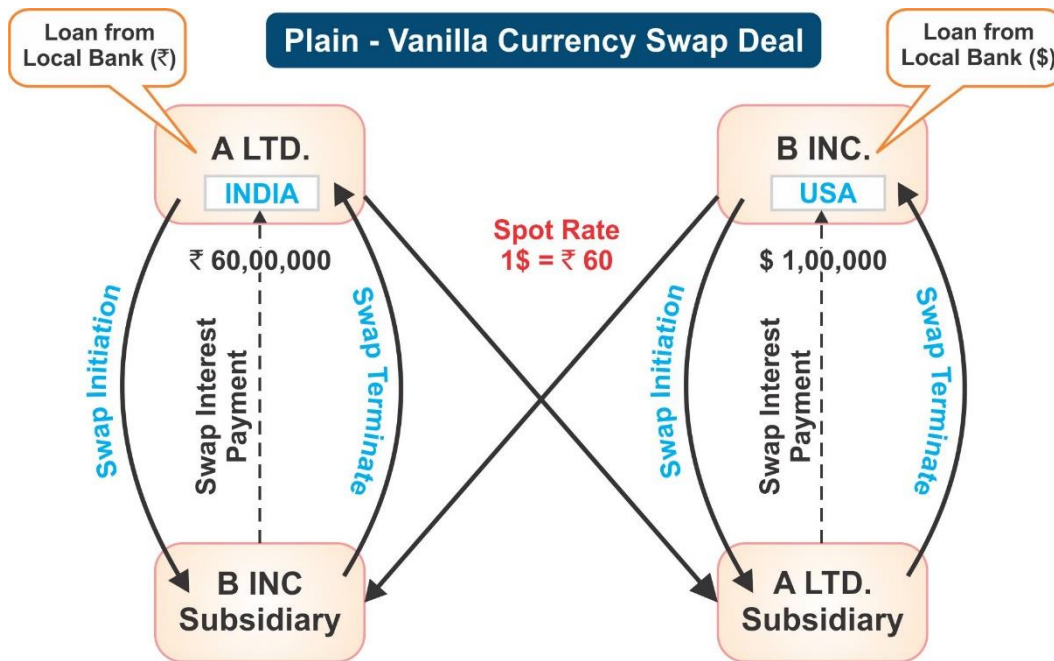 Plain - Vanilla Currency Swap Deal
Loan from
Local Bank (₹)
Loan from
Local Bank ($)
A LTD.
INDIA
B INC.
USA
Spot Rate
1$ = ₹ 60
₹ 60,00,000
$ 1,00,000
Swap Initiation
Swap Interest
Payment
Swap Terminate
Swap Initiation
Swap Interest
Payment
Swap Terminate
B INC
Subsidiary
A LTD.
Subsidiary